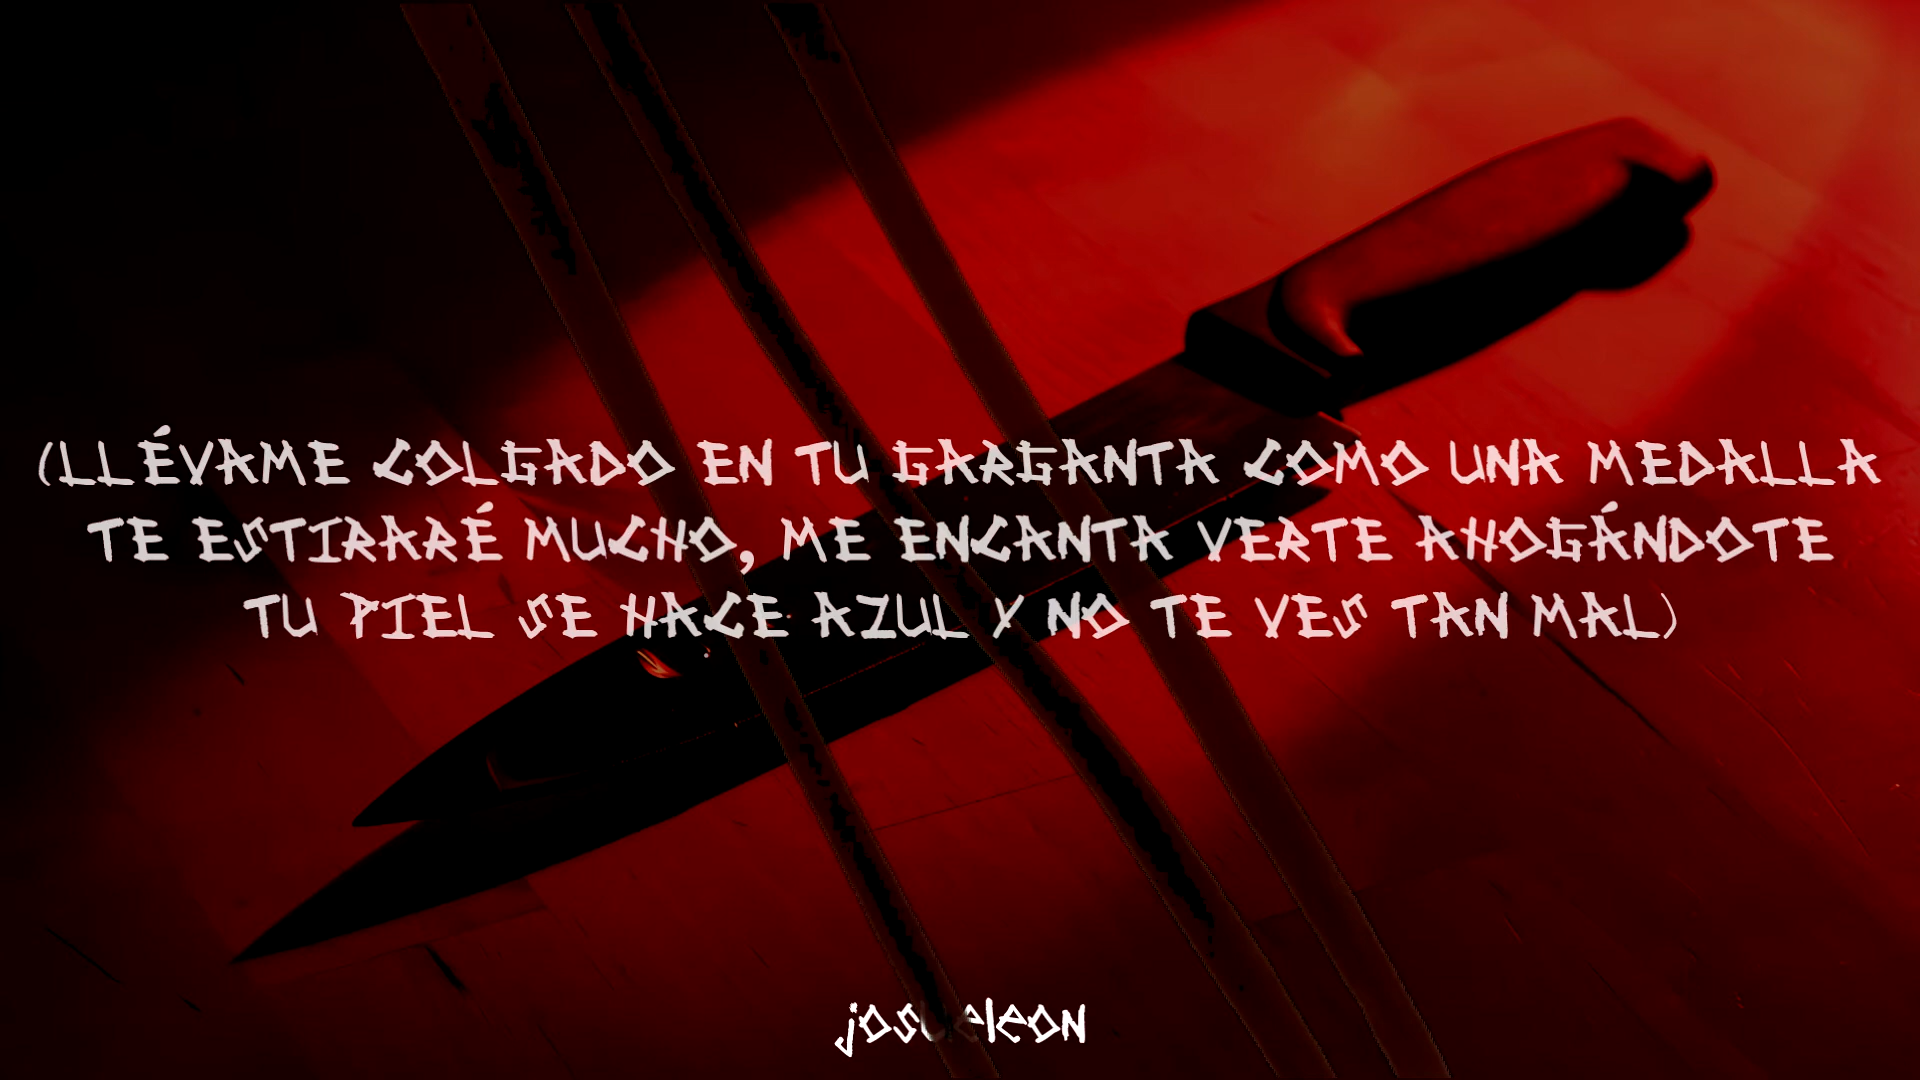 (LLÉVAME COLGADO EN TU GARGANTA COMO UNA MEDALLA
TE ESTIRARÉ MUCHO, ME ENCANTA VERTE AHOGÁNDOTE
TU PIEL SE HACE AZUL Y NO TE VES TAN MAL)
josueleon